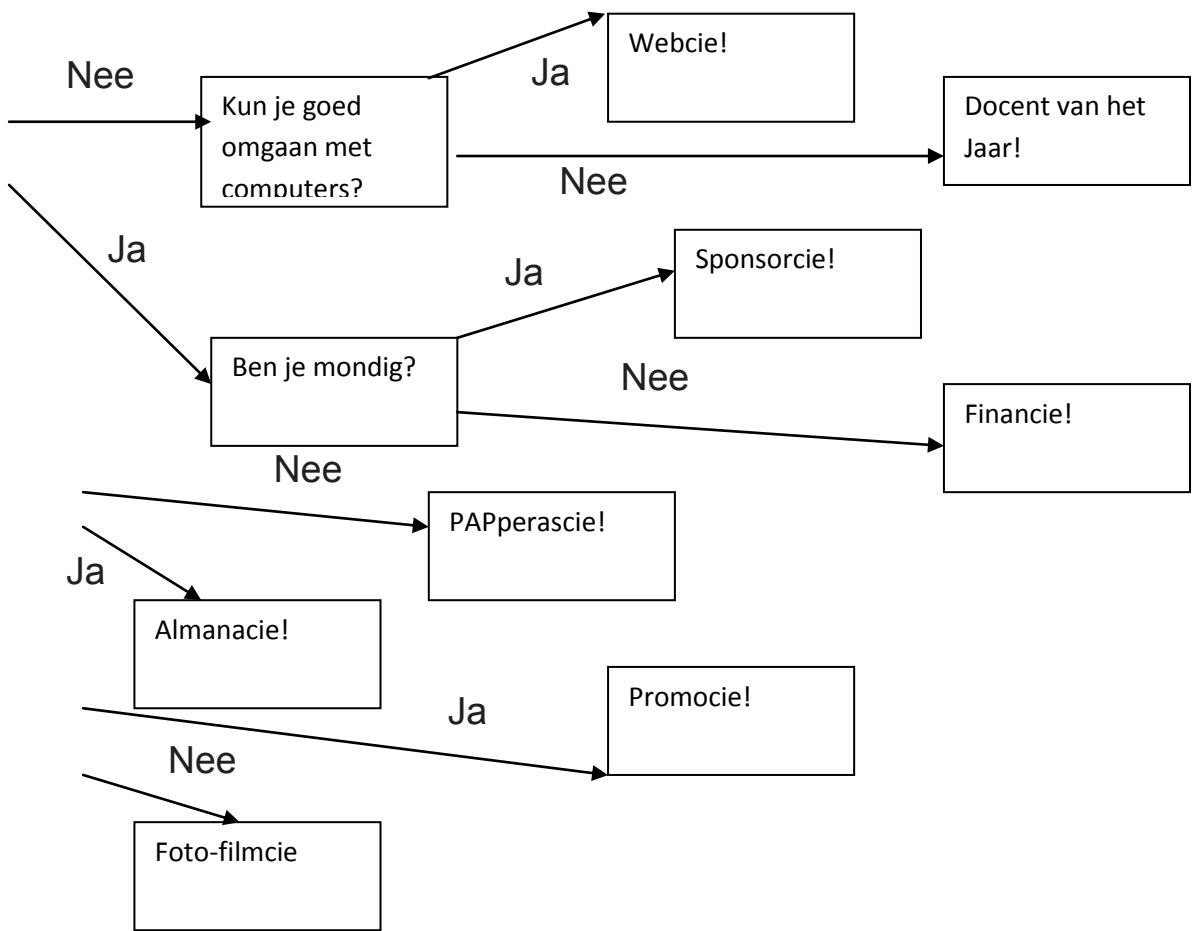 Nee
Kun je goed
omgaan met
computers?
Ja
Webcie!
Nee
Docent van het
Jaar!
Ja
Ben je mondig?
Ja
Sponsorcie!
Nee
Financie!
Nee
PAPperascie!
Ja
Almanacie!
Ja
Promocie!
Nee
Foto-filmcie